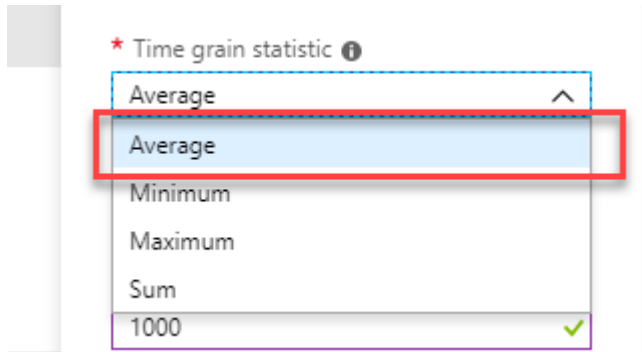 * Time grain statistic
Average
Average
Minimum
Maximum
Sum
1000